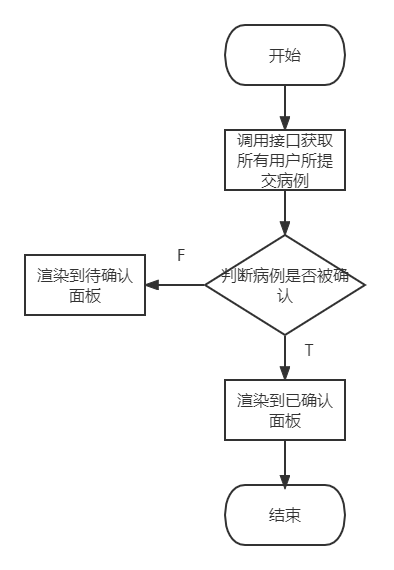 开始
调用接口获取
所有用户所提
交病例
判断病例是否被确
认
F
渲染到待确认
面板
T
渲染到已确认
面板
结束